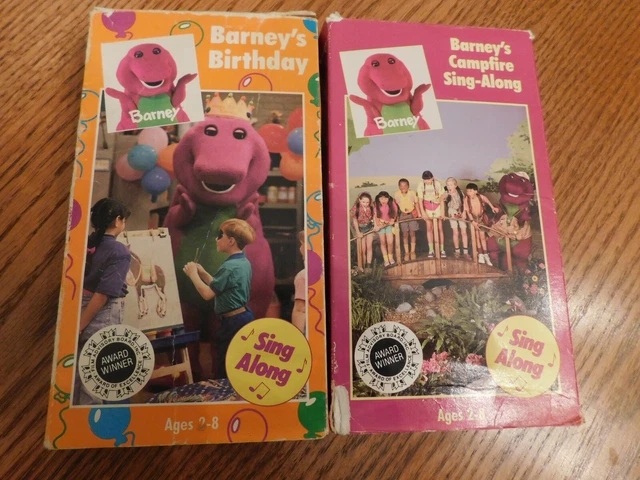 Barney's
Birthday
Barney
AWARD
WINNER
Sing
Along
Ages 2-8
Barney's
Campfire
Sing-Along
Barney
AWARD
WINNER
Sing
Along
Ages 2-8